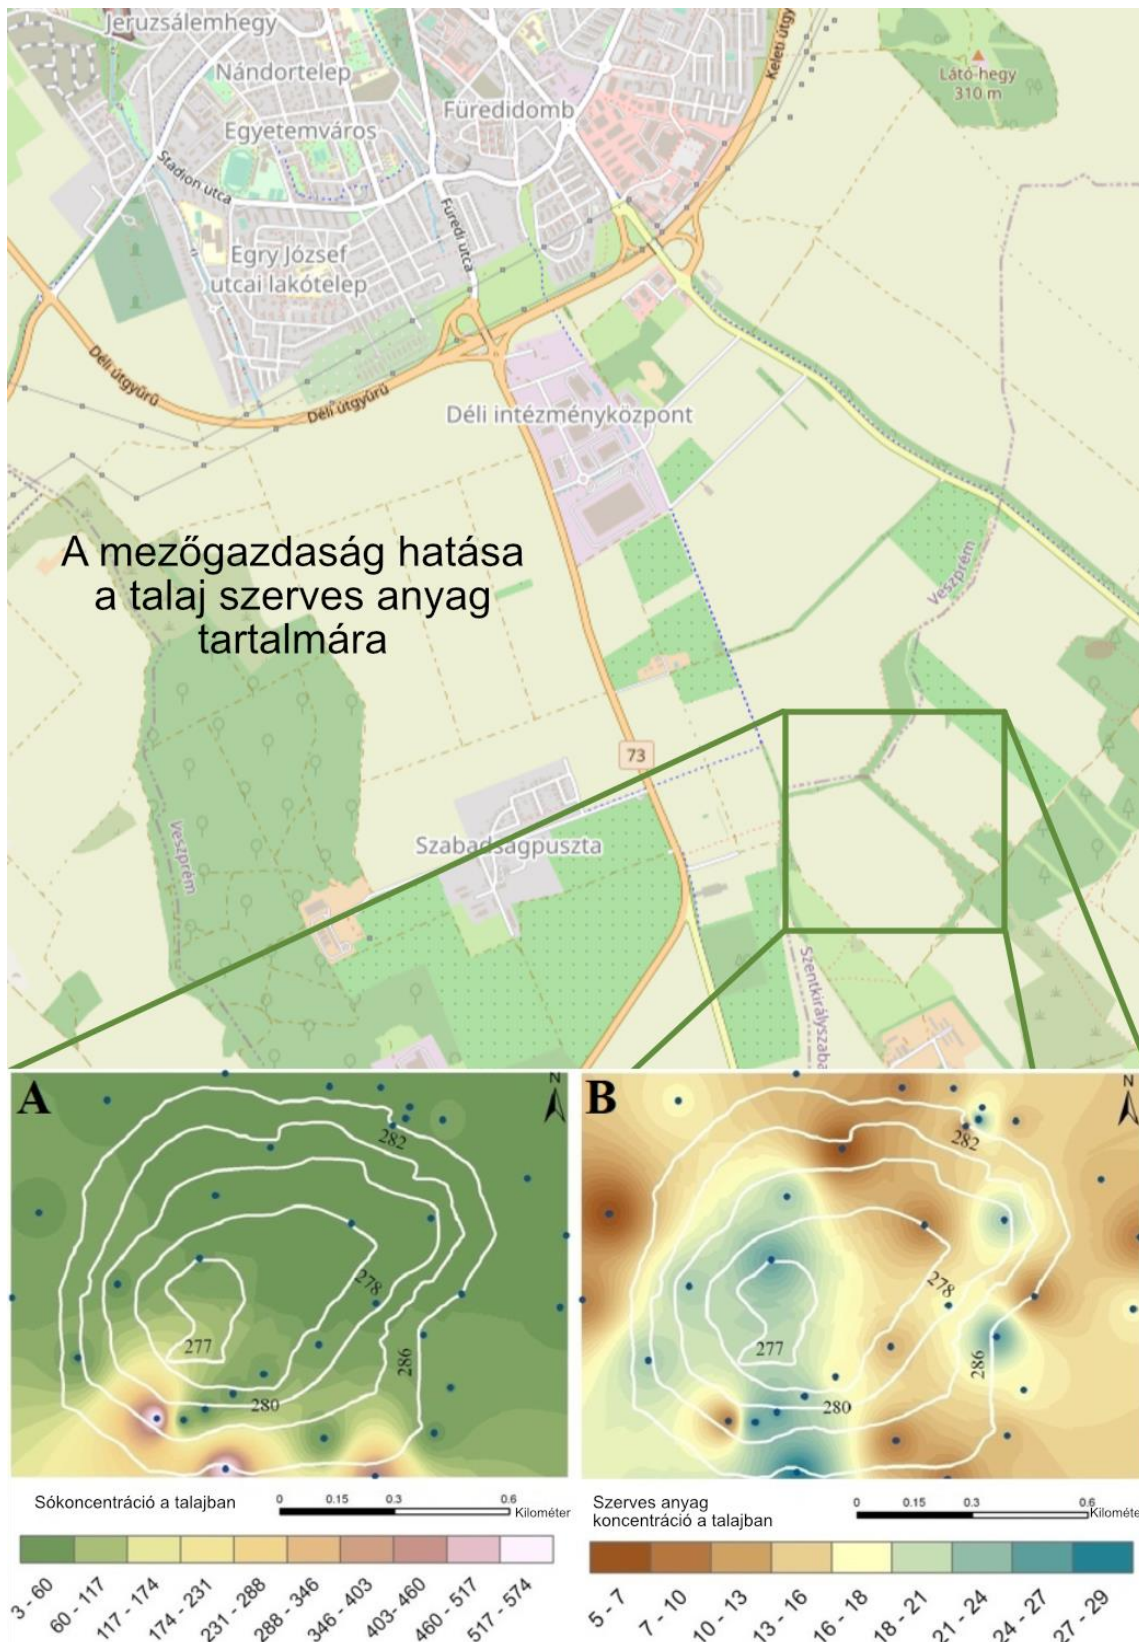 Jeruzsálemhegy
Nándortelep
Füredidomb
Egyetemváros
Stadion utca
Füredi utca
Keleti útgy
Látó-hegy
310 m
Egry József
utcai lakótelep
Déli útgyűrű
Déli útgyűrű
Déli intézményközpont
A mezőgazdaság hatása
a talaj szerves anyag
tartalmára
Veszprém
73
Szabadságpuszta
Veszprém
Szentkirályszaba
A
N
282
278
277
280
286
B
N
282
278
277
280
286
Sókoncentráció a talajban
0 0.15 0.3 0.6
Kilométer
3 - 60
60 - 117
117 - 174
174 - 231
231 - 288
288 - 346
346 - 403
403- 460
460 - 517
517 - 574
Szerves anyag
koncentráció a talajban
0 0.15 0.3 0.6
Kilométe
5 - 7
7 - 10
10 - 13
13 - 16
16 - 18
18 - 21
21 - 24
24 - 27
27 - 29